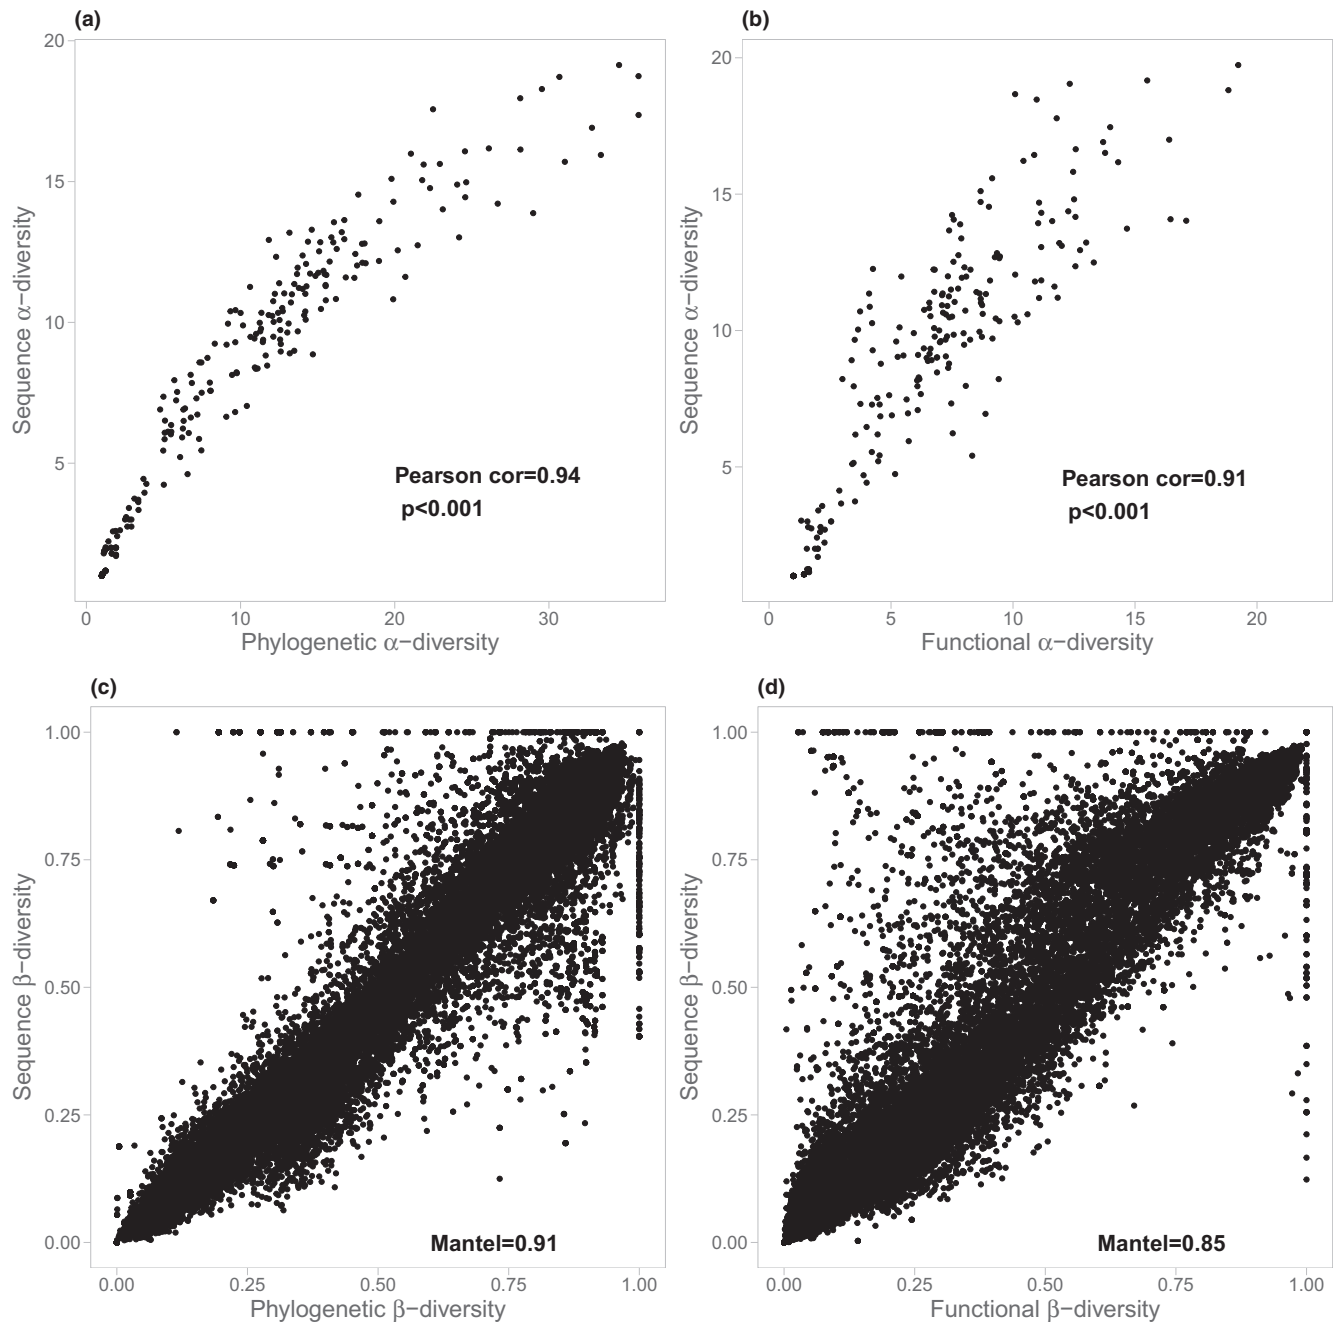 (a)
20
15
10
5
Sequence α−diversity
Pearson cor=0.94
p<0.001
0 10 20 30
Phylogenetic α−diversity
(b)
20
15
10
5
Sequence α−diversity
Pearson cor=0.91
p<0.001
0 5 10 15 20
Functional α−diversity
(c)
1.00
0.75
0.50
0.25
0.00
Sequence β−diversity
Mantel=0.91
0.00 0.25 0.50 0.75 1.00
Phylogenetic β−diversity
(d)
1.00
0.75
0.50
0.25
0.00
Sequence β−diversity
Mantel=0.85
0.00 0.25 0.50 0.75 1.00
Functional β−diversity